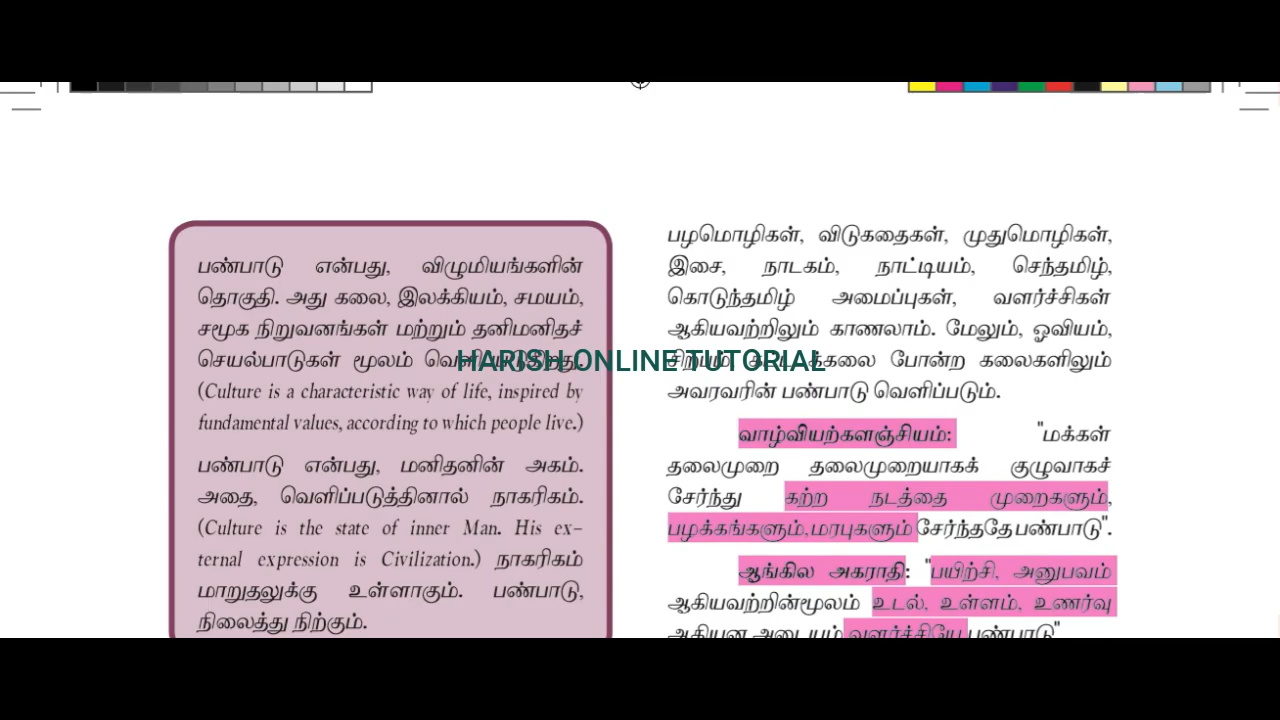 பண்பாடு என்பது, விழுமியங்களின்
தொகுதி. அது கலை, இலக்கியம், சமயம்,
சமூக நிறுவனங்கள் மற்றும் தனிமனிதச்
செயல்பாடுகள் மூலம்
(Culture is a characteristic way of life, inspired by
fundamental values, according to which people live.)
பண்பாடு என்பது, மனிதனின் அகம்.
அதை, வெளிப்படுத்தினால் நாகரிகம்.
(Culture is the state of inner Man. His ex-
ternal expression is Civilization.) நாகரிகம்
மாறுதலுக்கு உள்ளாகும். பண்பாடு,
நிலைத்து நிற்கும்.
HARISH ONLINE TUTORIAL
பழமொழிகள், விடுகதைகள், முதுமொழிகள்,
இசை, நாடகம், நாட்டியம், செந்தமிழ்,
கொடுந்தமிழ் அமைப்புகள், வளர்ச்சிகள்
ஆகியவற்றிலும் காணலாம். மேலும், ஓவியம்,
போன்ற கலைகளிலும்
அவரவரின் பண்பாடு வெளிப்படும்.
வாழ்வியற்களஞ்சியம்: "மக்கள்
தலைமுறை தலைமுறையாகக் குழுவாகச்
சேர்ந்து கற்ற நடத்தை முறைகளும்,
பழக்கங்களும்,மரபுகளும் சேர்ந்ததே பண்பாடு".
ஆங்கில அகராதி: "பயிற்சி, அனுபவம்
ஆகியவற்றின்மூலம் உடல், உள்ளம், உணர்வு
ஆகியன அடையும் வளர்ச்சியே பண்பாடு"